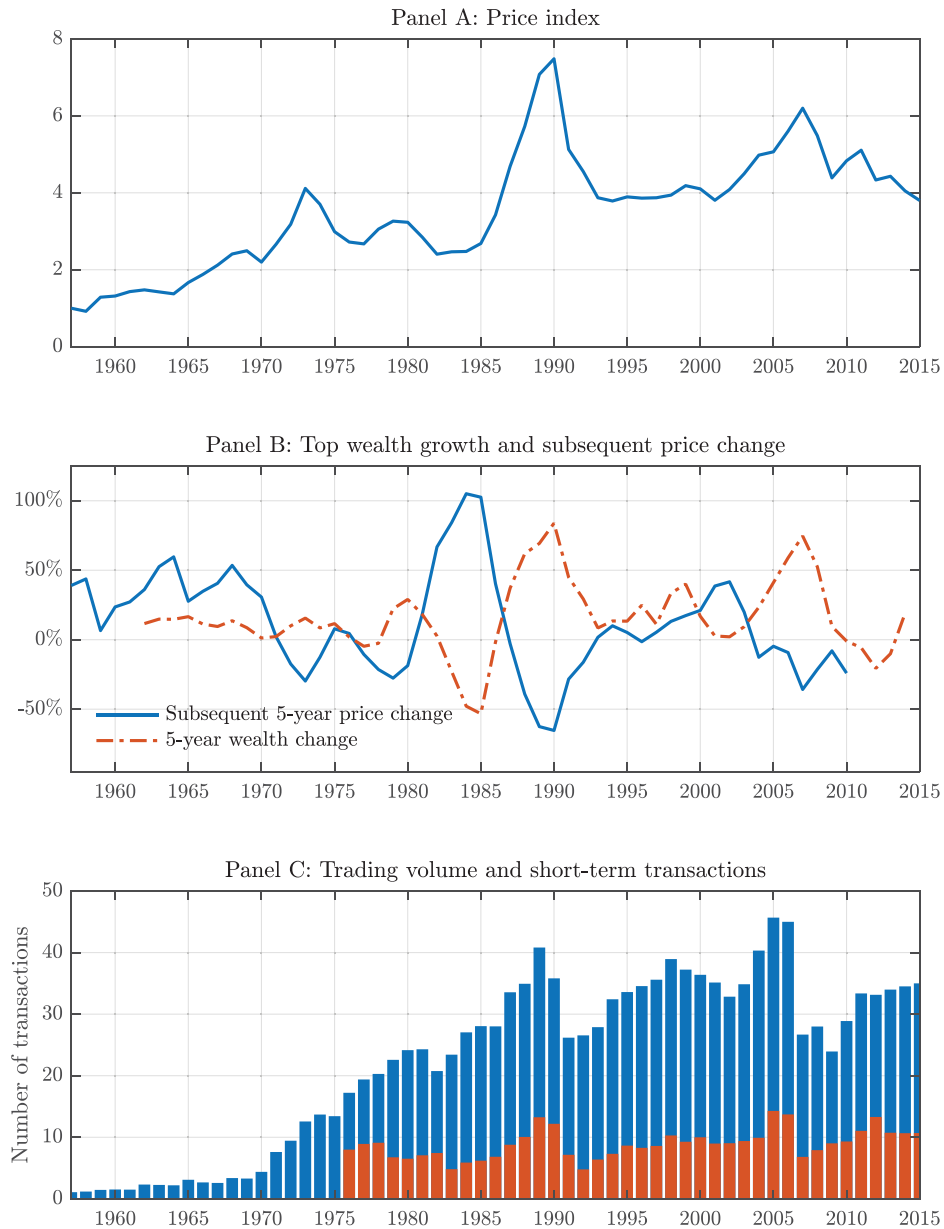 Panel A: Price index
8
6
4
2
0
1960 1965 1970 1975 1980 1985 1990 1995 2000 2005 2010 2015
Panel B: Top wealth growth and subsequent price change
100%
50%
0%
-50%
Subsequent 5-year price change
5-year wealth change
1960 1965 1970 1975 1980 1985 1990 1995 2000 2005 2010 2015
Panel C: Trading volume and short-term transactions
Number of transactions
50
40
30
20
10
0
1960 1965 1970 1975 1980 1985 1990 1995 2000 2005 2010 2015